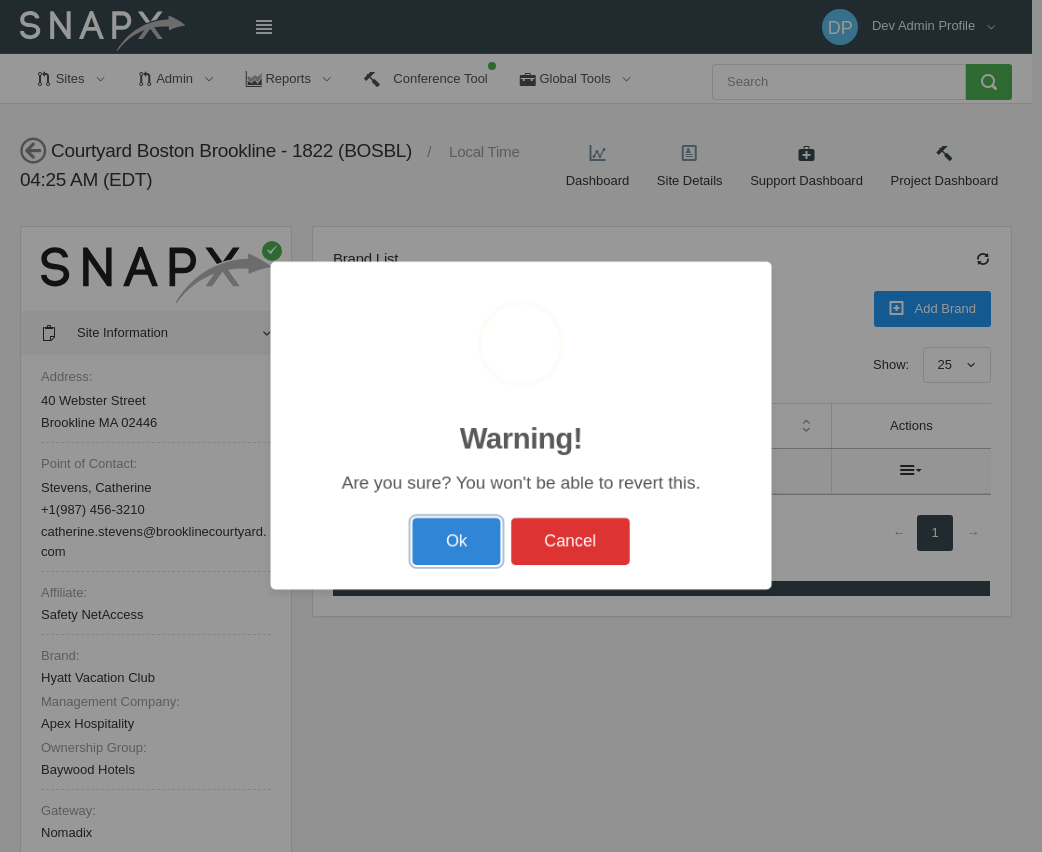 SNAPX
DP
Dev Admin Profile
Sites
Admin
Reports
Conference Tool
Global Tools
Search
Courtyard Boston Brookline - 1822 (BOSBL) / Local Time
04:25 AM (EDT)
Dashboard
Site Details
Support Dashboard
Project Dashboard
SNAPX
Site Information
Address:
40 Webster Street
Brookline MA 02446
Point of Contact:
Stevens, Catherine
+1(987) 456-3210
catherine.stevens@brooklinecourtyard.
com
Affiliate:
Safety NetAccess
Brand:
Hyatt Vacation Club
Management Company:
Apex Hospitality
Ownership Group:
Baywood Hotels
Gateway:
Nomadix
Brand List
Add Brand
Show:
25
Actions
← 1 →
Warning!
Are you sure? You won't be able to revert this.
Ok
Cancel